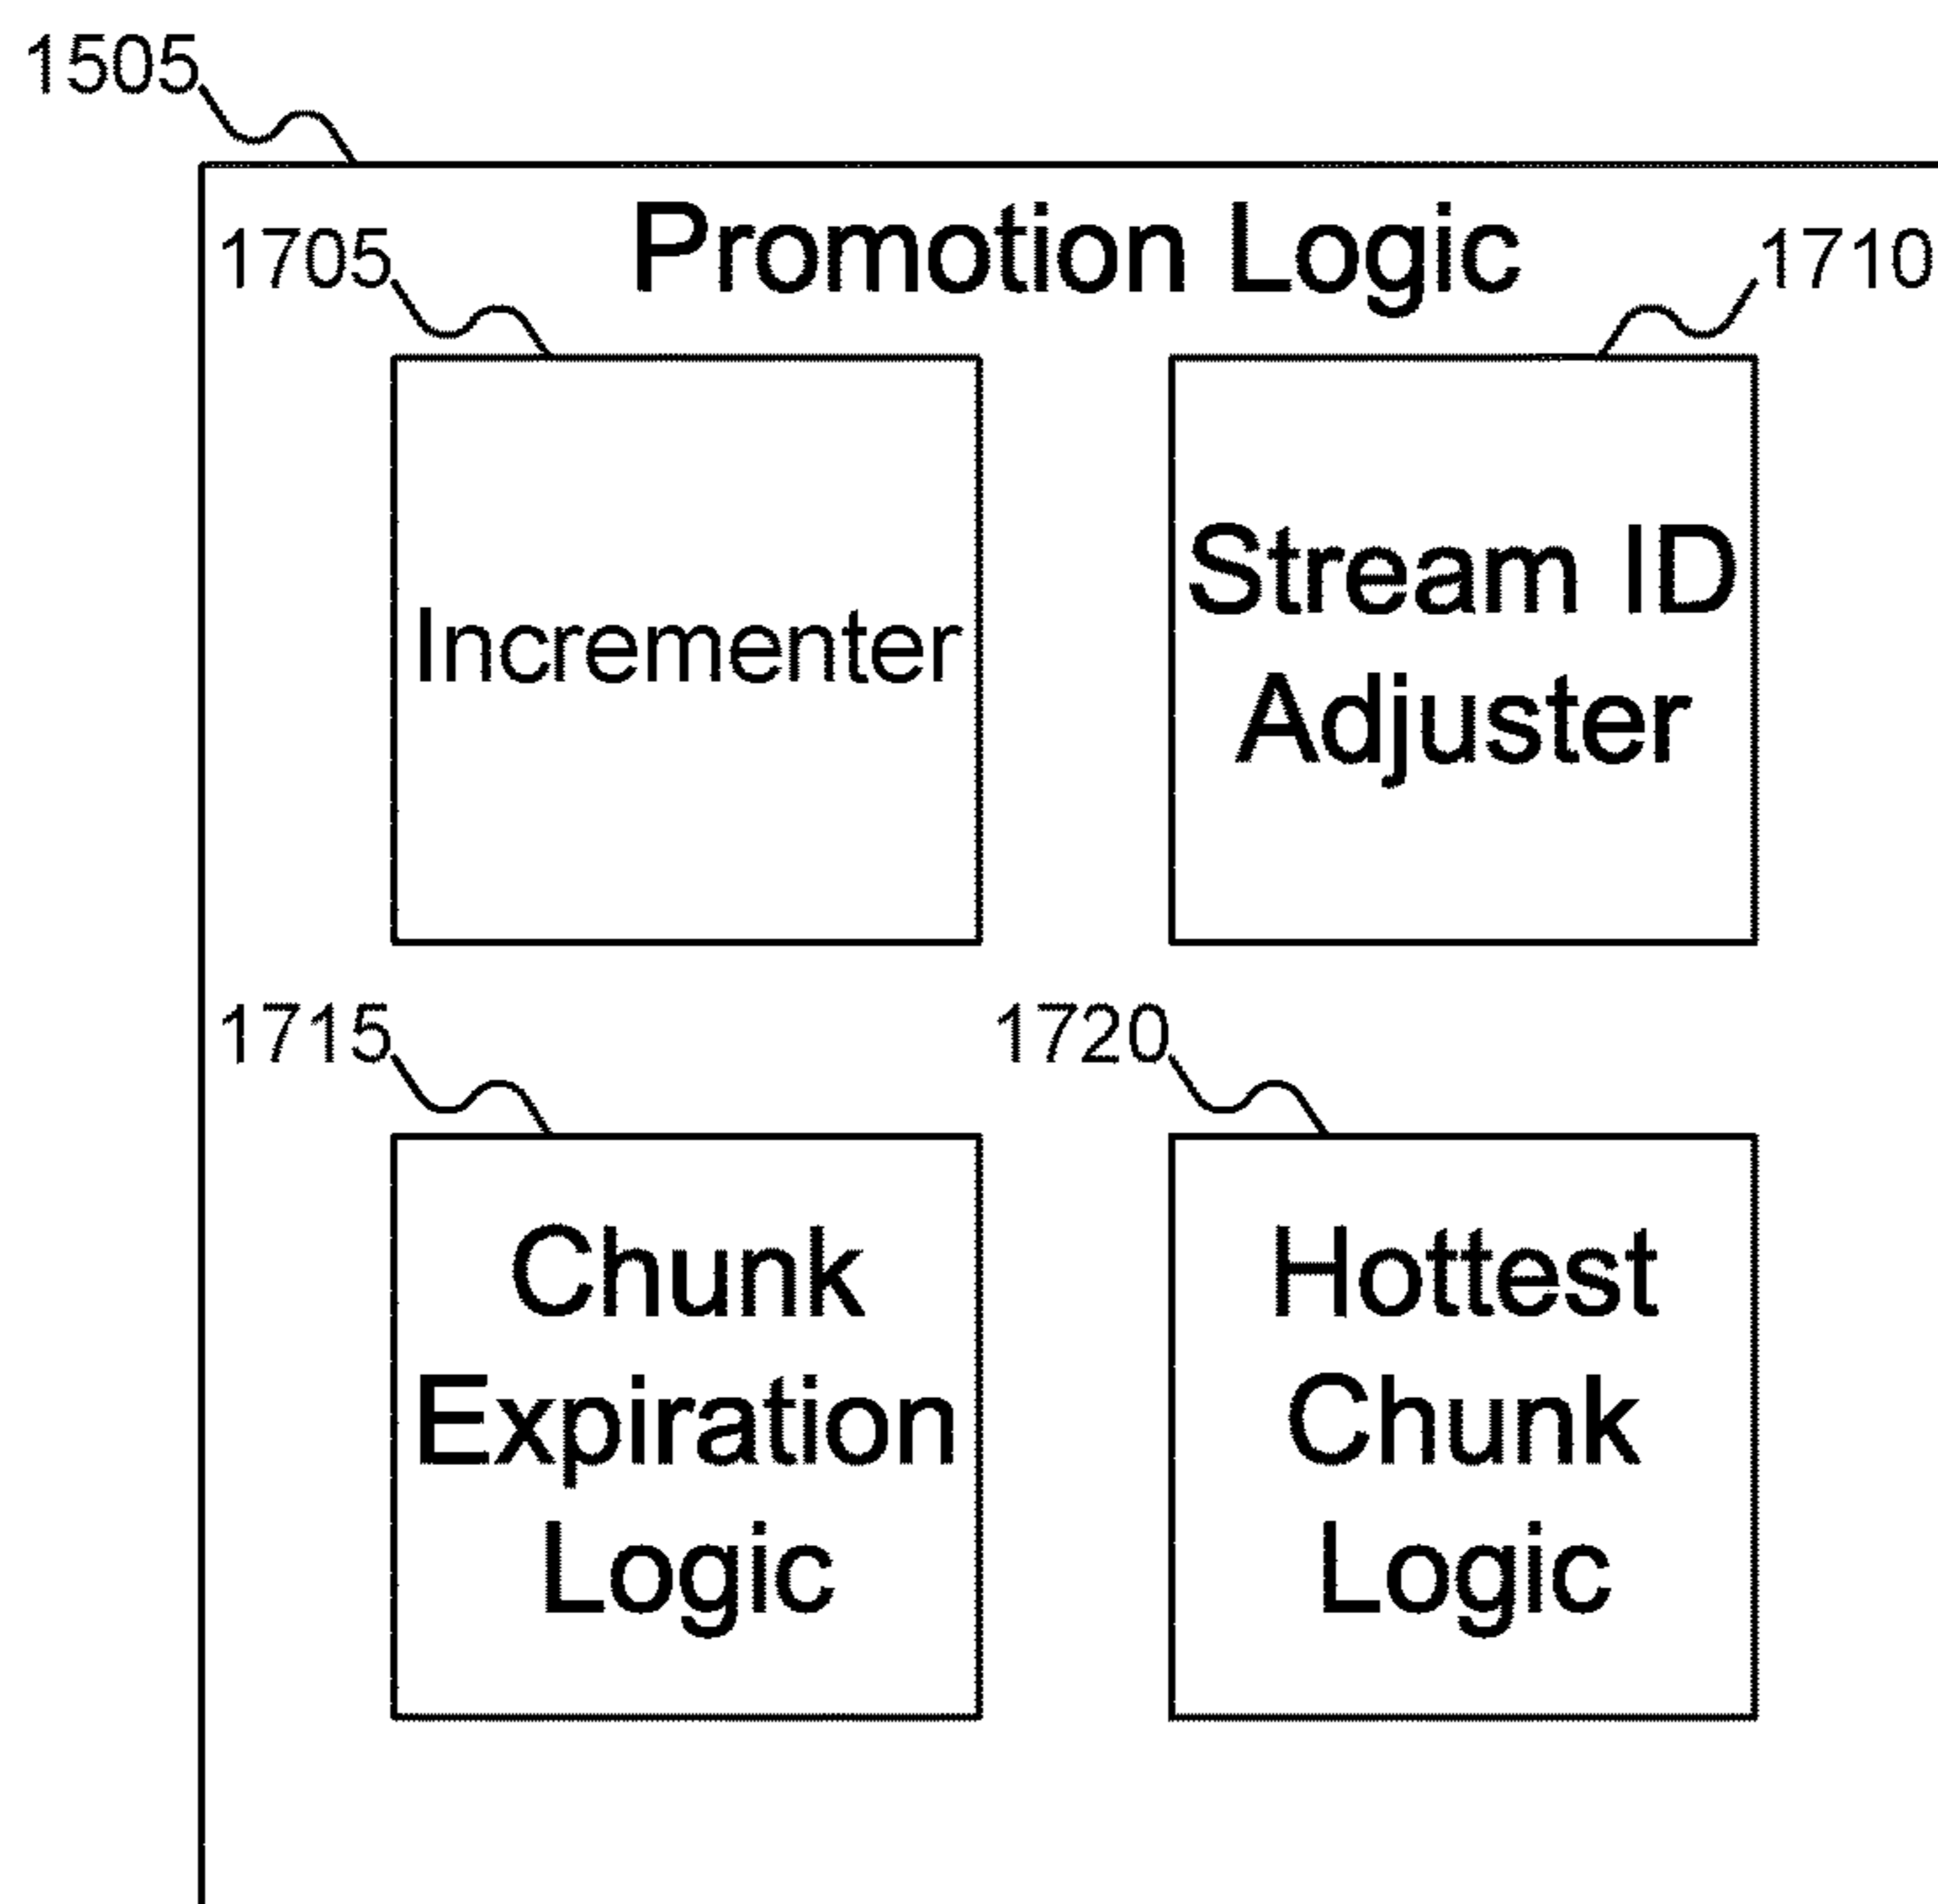 1505
Promotion Logic
1705
1710
Incrementer
Stream ID
Adjuster
1715
1720
Chunk
Expiration
Logic
Hottest
Chunk
Logic